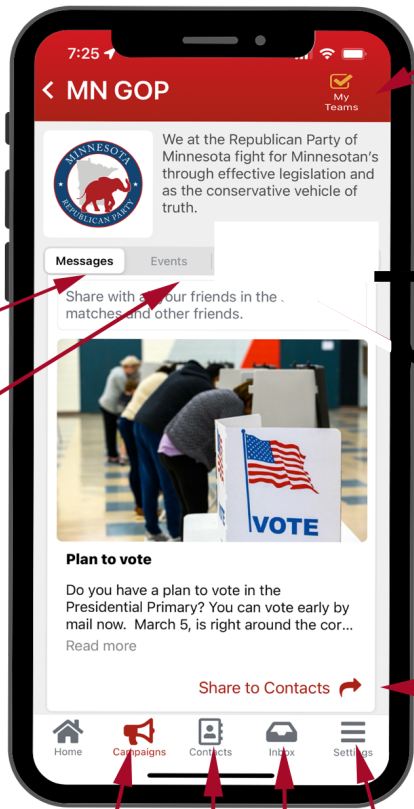 7:25
MN GOP
My
Teams
MINNESOTA
REPUBLICAN PARTY
We at the Republican Party of
Minnesota fight for Minnesotan's
through effective legislation and
as the conservative vehicle of
truth.
Messages
Events
Share with your friends in the
matches and other friends.
VOTE
Plan to vote
Do you have a plan to vote in the
Presidential Primary? You can vote early by
mail now. March 5, is right around the cor...
Read more
Share to Contacts
Home
Campaigns
Contacts
Inbox
Settings